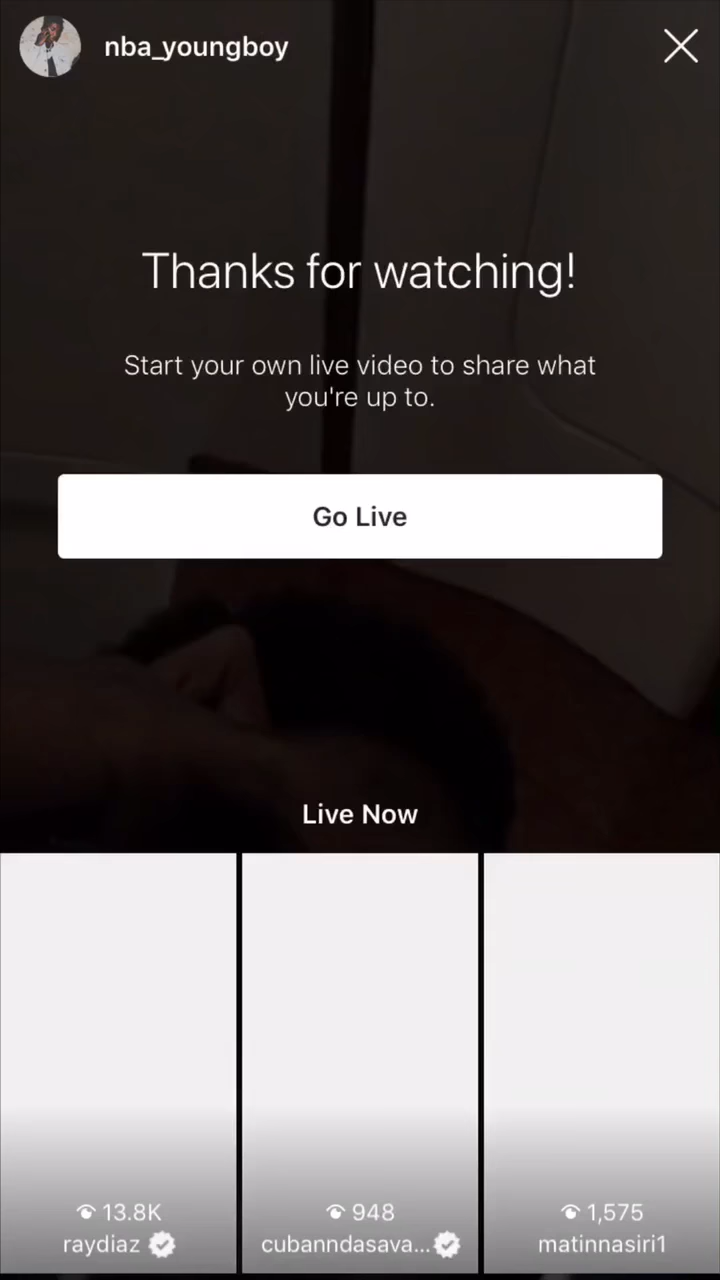 nba_youngboy
Thanks for watching!
Start your own live video to share what
you're up to.
Go Live
Live Now
13.8K
948
1,575
raydiaz
cubanndasava...
matinnasiri1